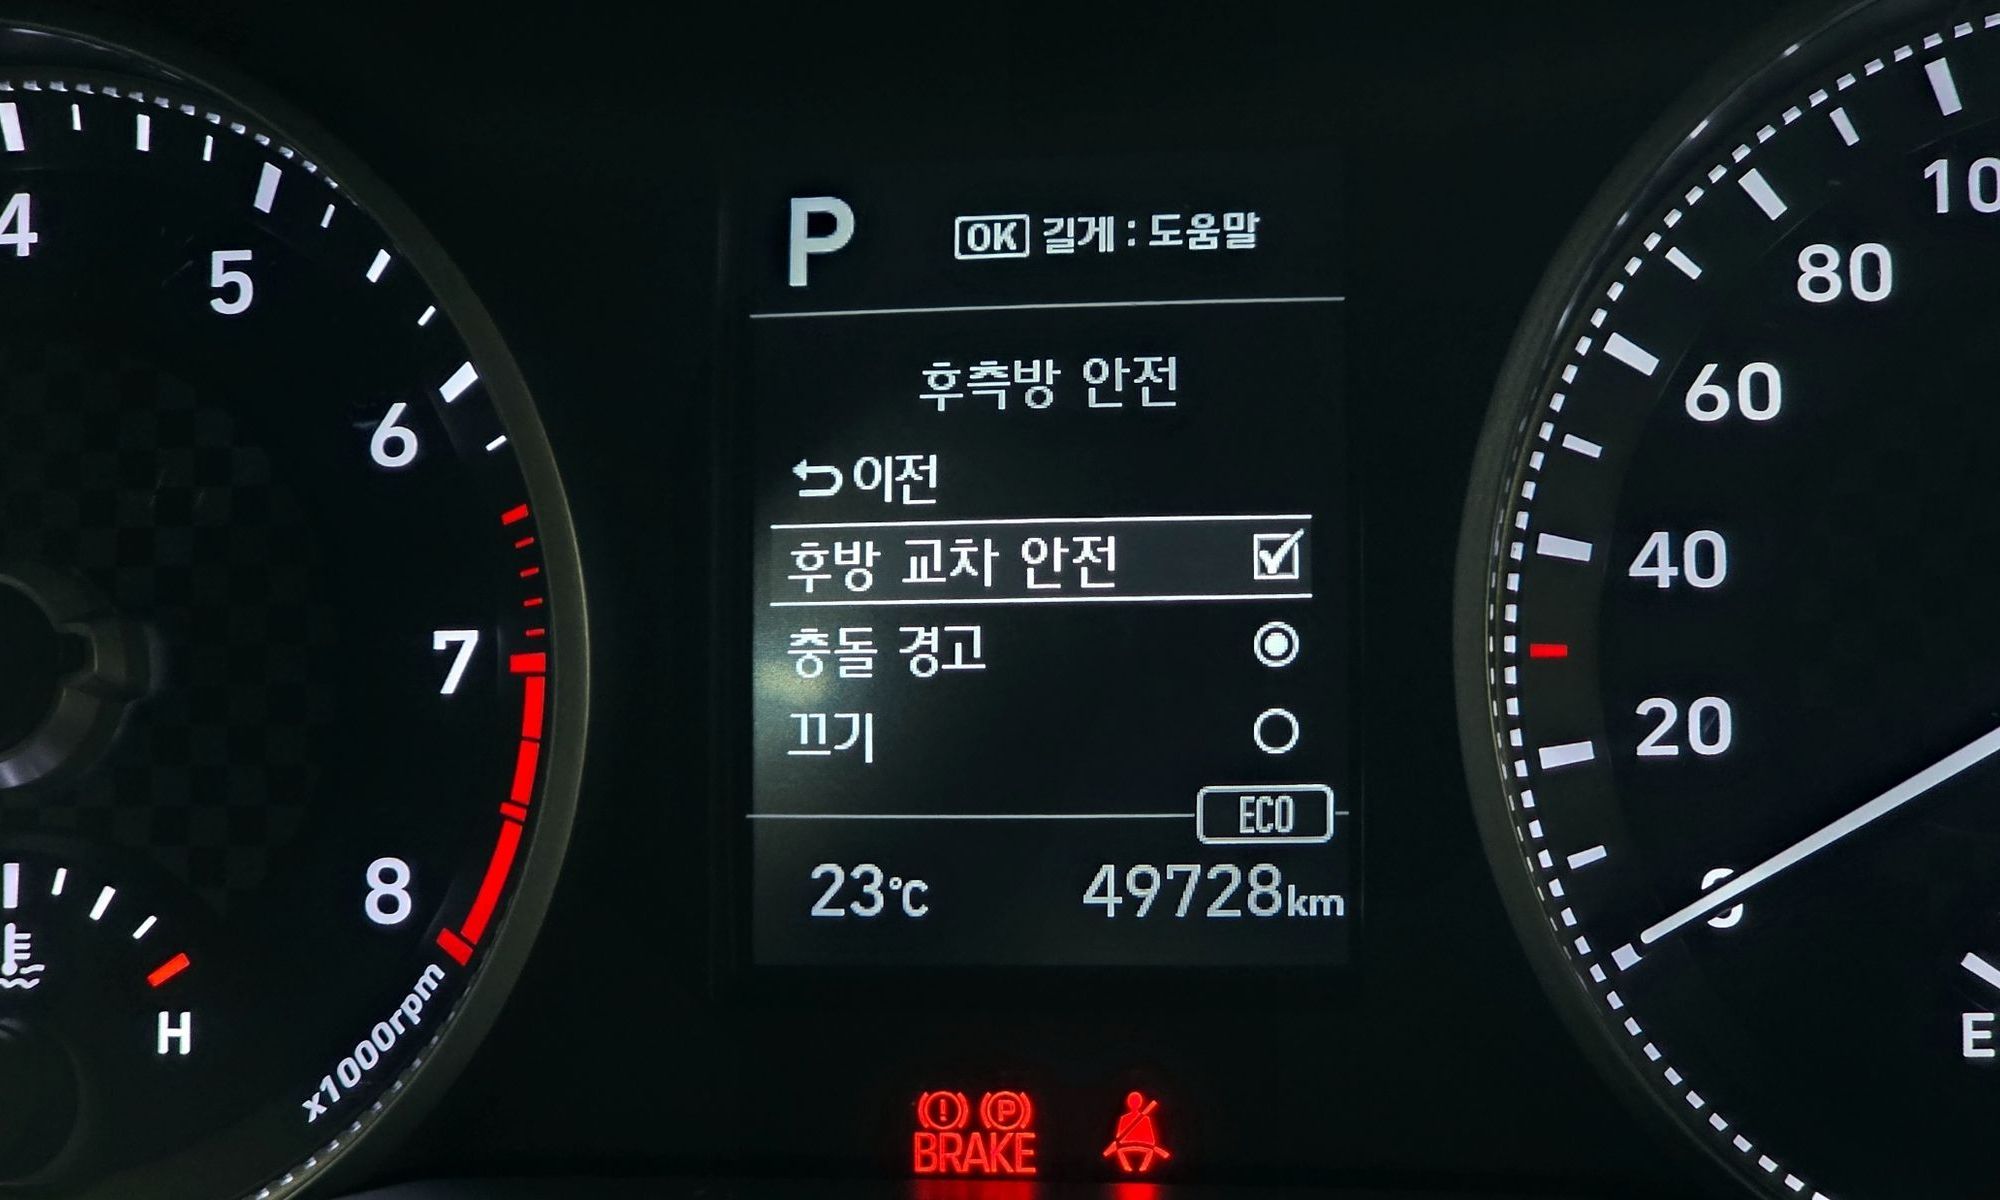 4
5
6
7
8
x1000rpm
H
P
OK 길게 : 도움말
후측방 안전
이전
후방 교차 안전
충돌 경고
끄기
ECO
23℃ 49728km
BRAKE
80
60
40
20
E